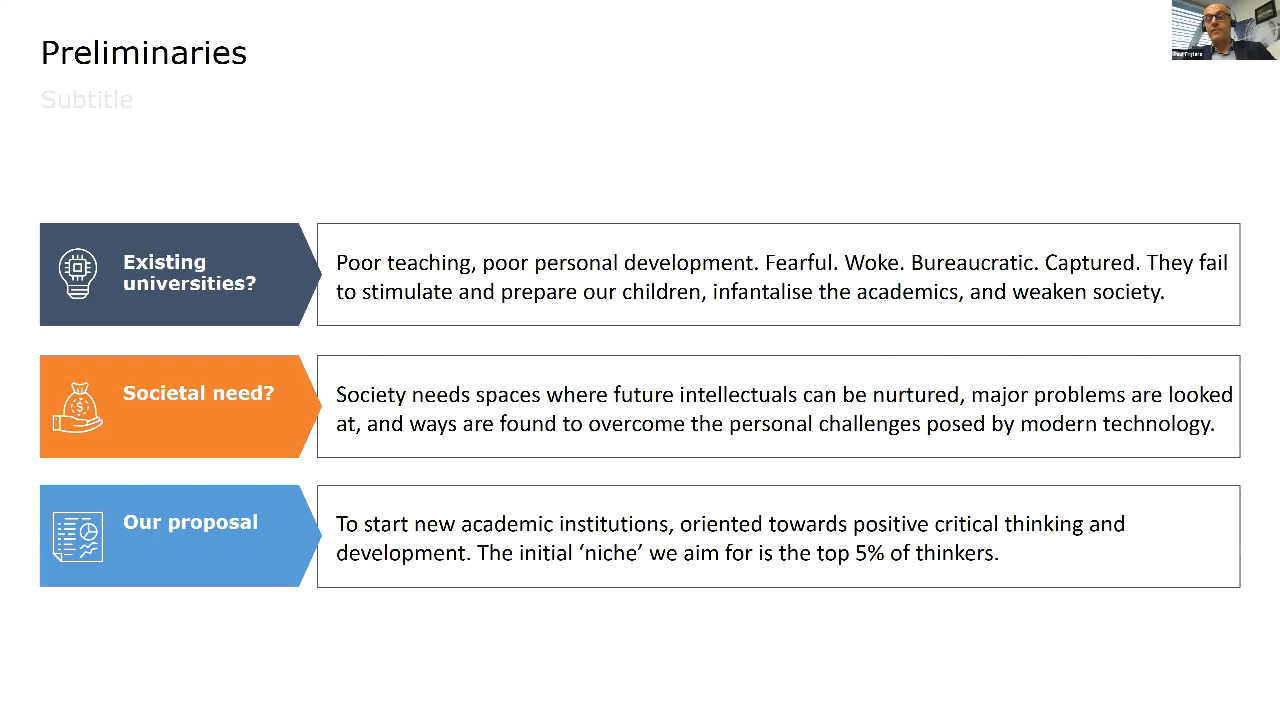 Preliminaries
Subtitle
Existing
universities?
Poor teaching, poor personal development. Fearful. Woke. Bureaucratic. Captured. They fail
to stimulate and prepare our children, infantalise the academics, and weaken society.
Societal need?
Society needs spaces where future intellectuals can be nurtured, major problems are looked
at, and ways are found to overcome the personal challenges posed by modern technology.
Our proposal
To start new academic institutions, oriented towards positive critical thinking and
development. The initial ‘niche’ we aim for is the top 5% of thinkers.